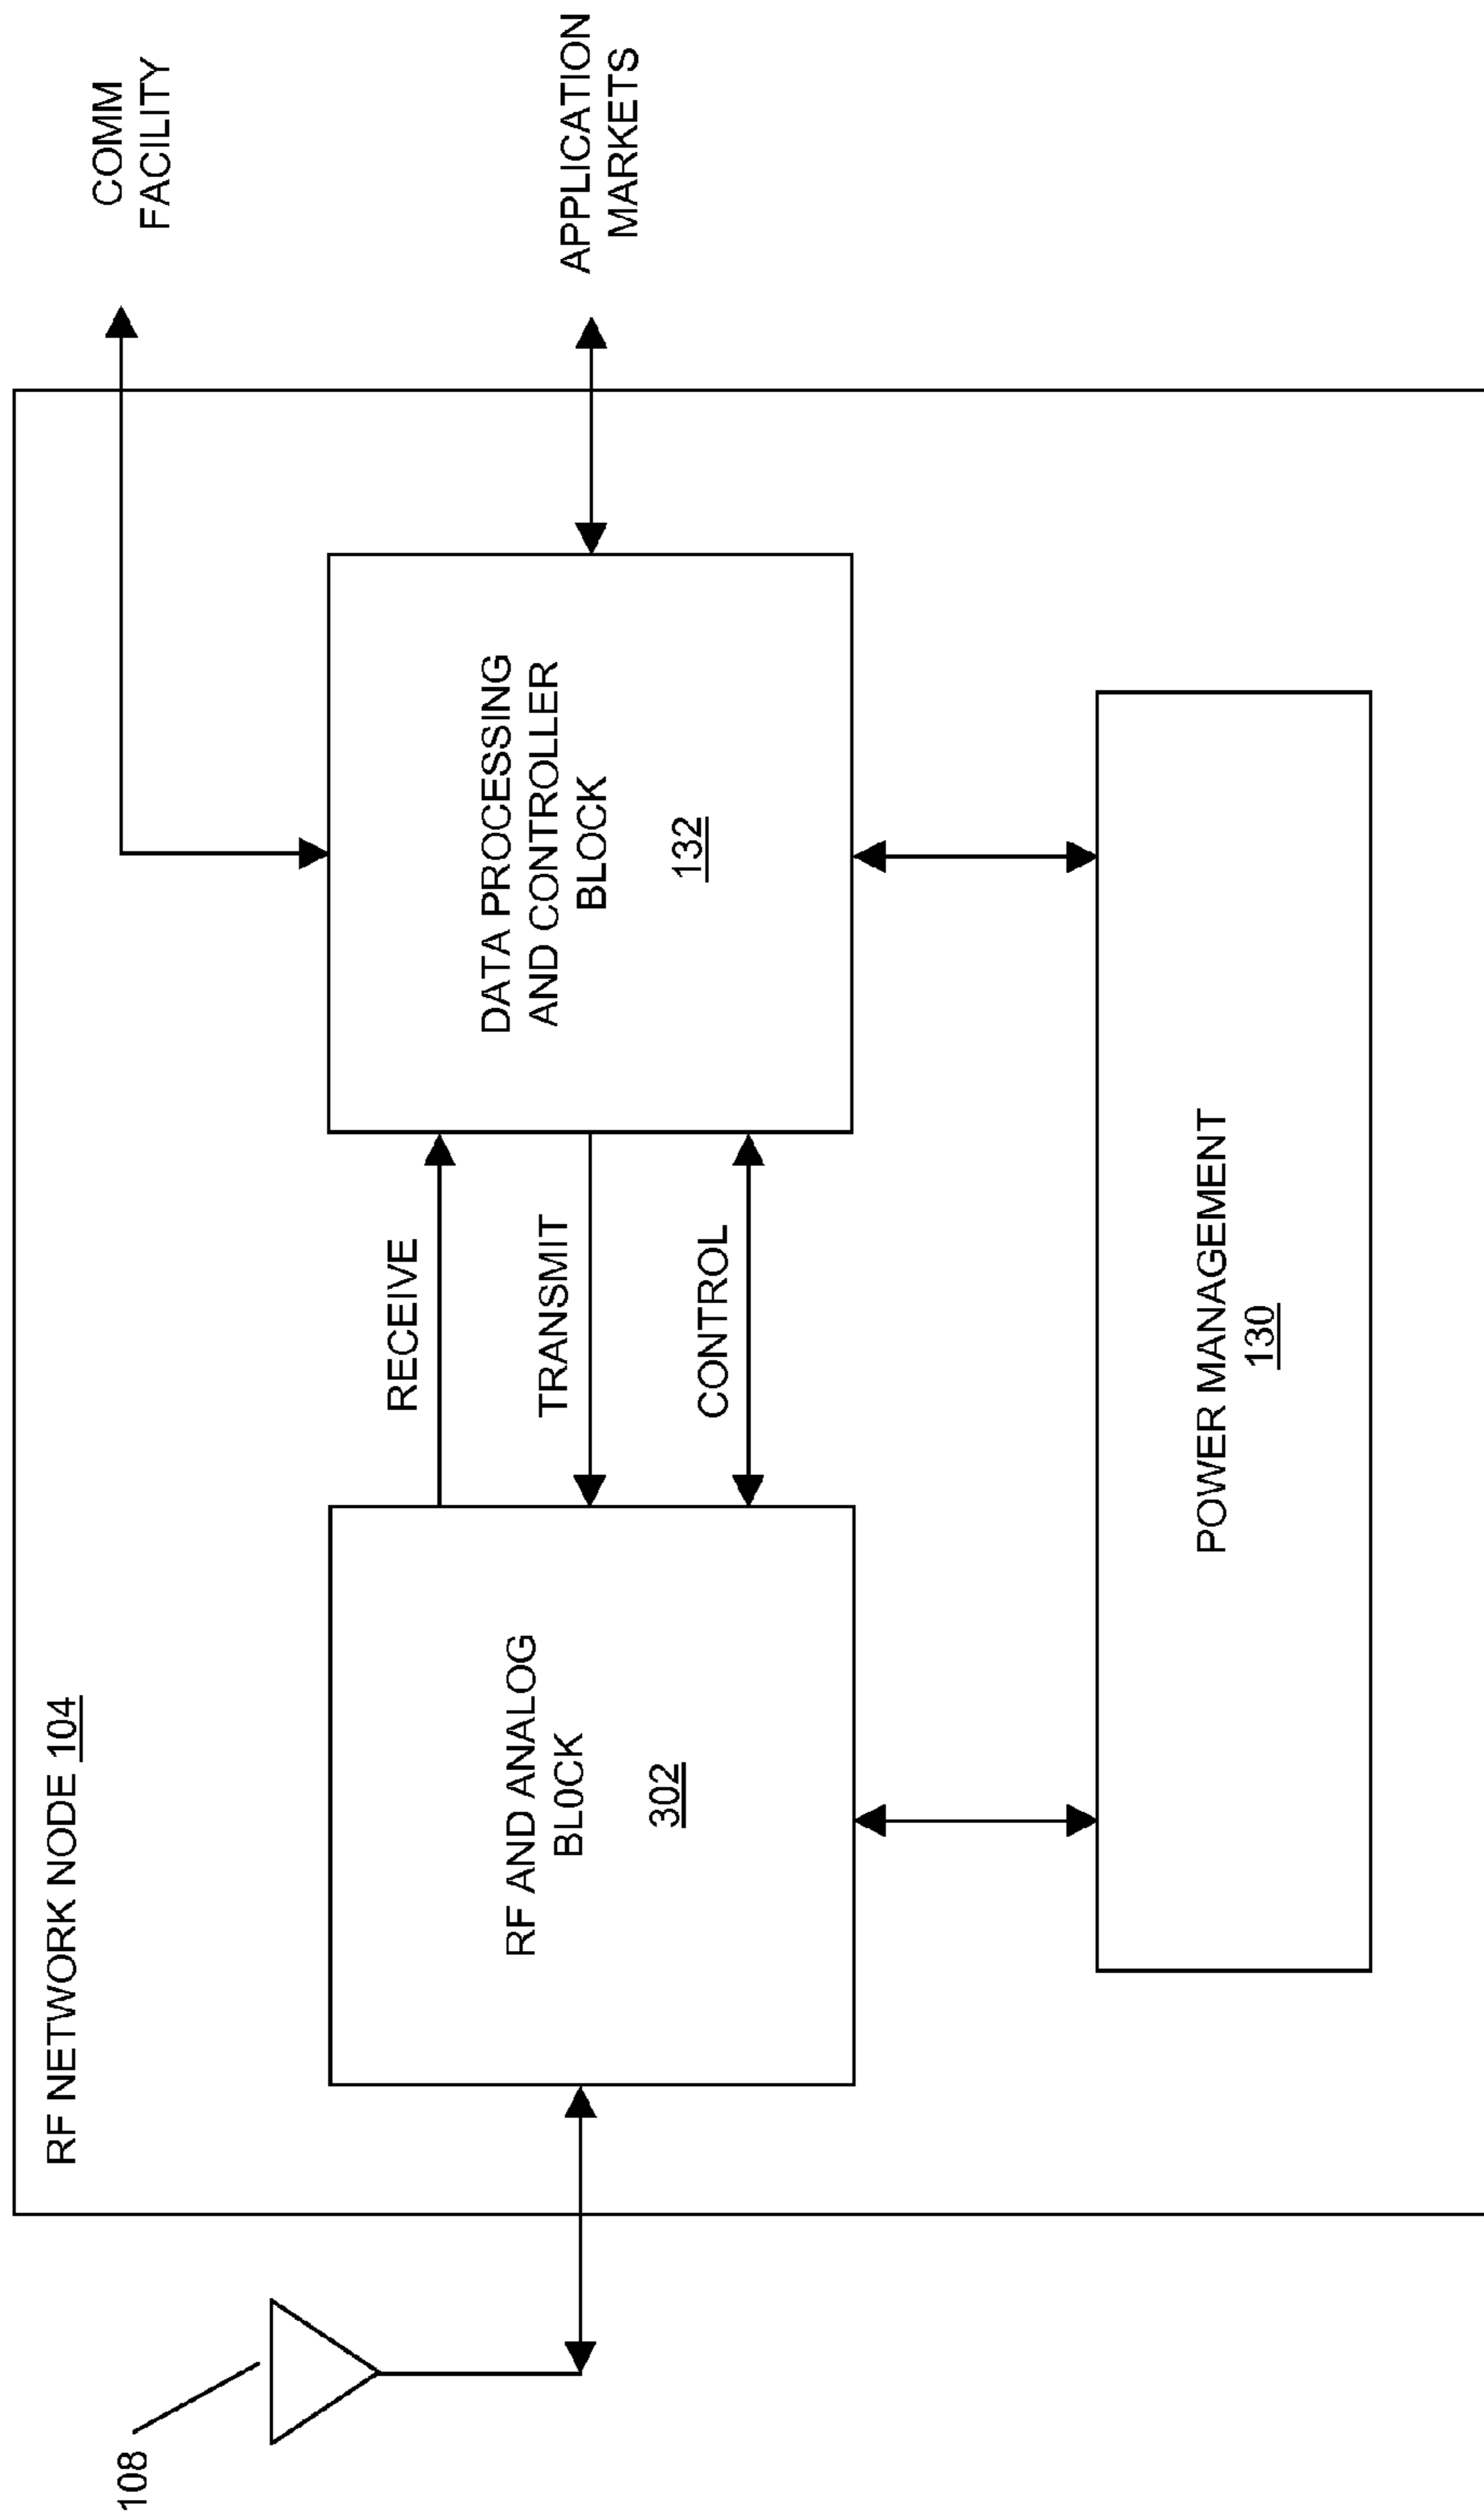 108
RF NETWORK NODE 104
RF AND ANALOG
BLOCK
302
RECEIVE
TRANSMIT
CONTROL
DATA PROCESSING
AND CONTROLLER
BLOCK
132
POWER MANAGEMENT
130
COMM
FACILITY
APPLICATION
MARKETS